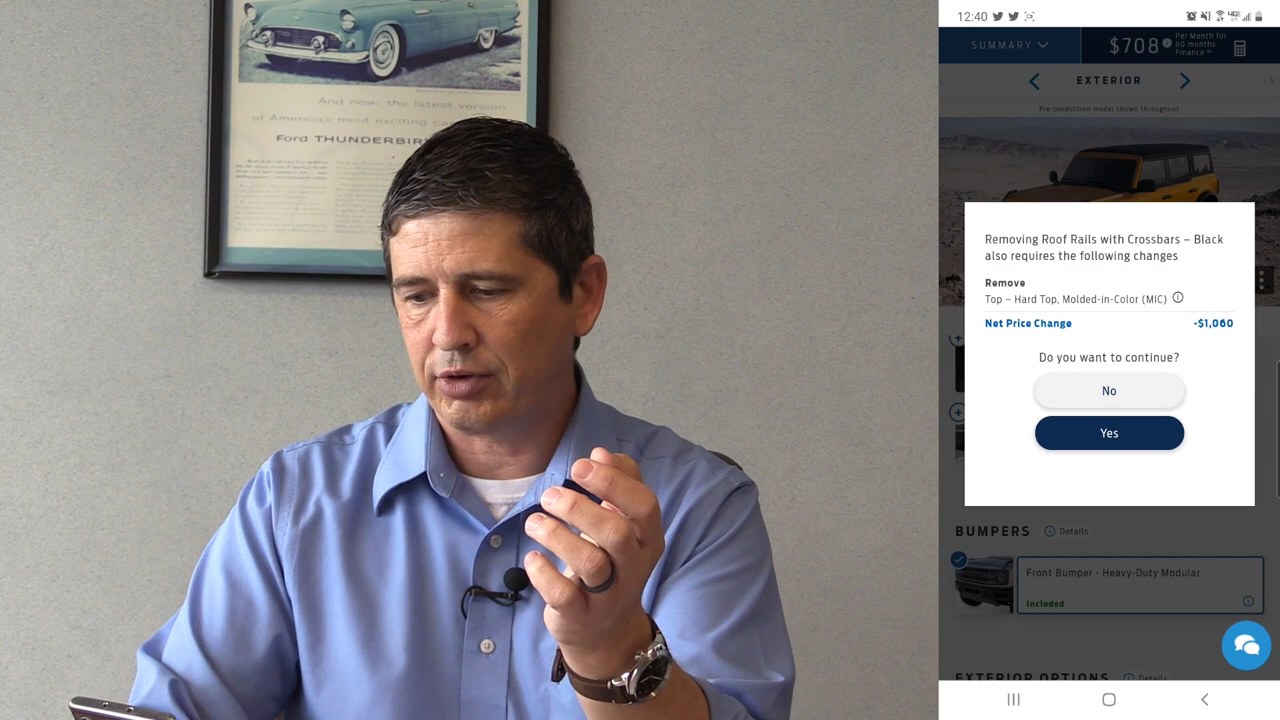 And now: the latest version
of America's most exciting ca
Ford THUNDERBIR
12:40
SUMMARY
$708
Per Month for
60 months
Finance
EXTERIOR
Pre-production model shown throughout
Removing Roof Rails with Crossbars – Black
also requires the following changes
Remove
Top – Hard Top, Molded-in-Color (MIC)
Net Price Change -$1,060
Do you want to continue?
No
Yes
BUMPERS Details
Front Bumper - Heavy-Duty Modular
Included
EXTERIOR OPTIONS Details